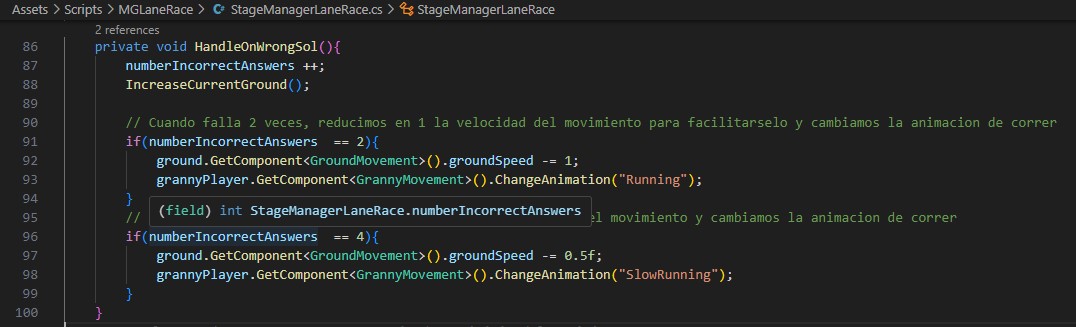 Assets > Scripts > MGLaneRace > StageManagerLaneRace.cs > StageManagerLaneRace
2 references
86 private void HandleOnWrongSol(){
87 numberIncorrectAnswers ++;
88 IncreaseCurrentGround();
89
90 // Cuando falla 2 veces, reducimos en 1 la velocidad del movimiento para facilitarselo y cambiamos la animacion de correr
91 if(numberIncorrectAnswers == 2){
92 ground.GetComponent<GroundMovement>().groundSpeed -= 1;
93 grannyPlayer.GetComponent<GrannyMovement>().ChangeAnimation("Running");
94 }
(field) int StageManagerLaneRace.numberIncorrectAnswers
95 // el movimiento y cambiamos la animacion de correr
96 if(numberIncorrectAnswers == 4){
97 ground.GetComponent<GroundMovement>().groundSpeed -= 0.5f;
98 grannyPlayer.GetComponent<GrannyMovement>().ChangeAnimation("SlowRunning");
99 }
100 }